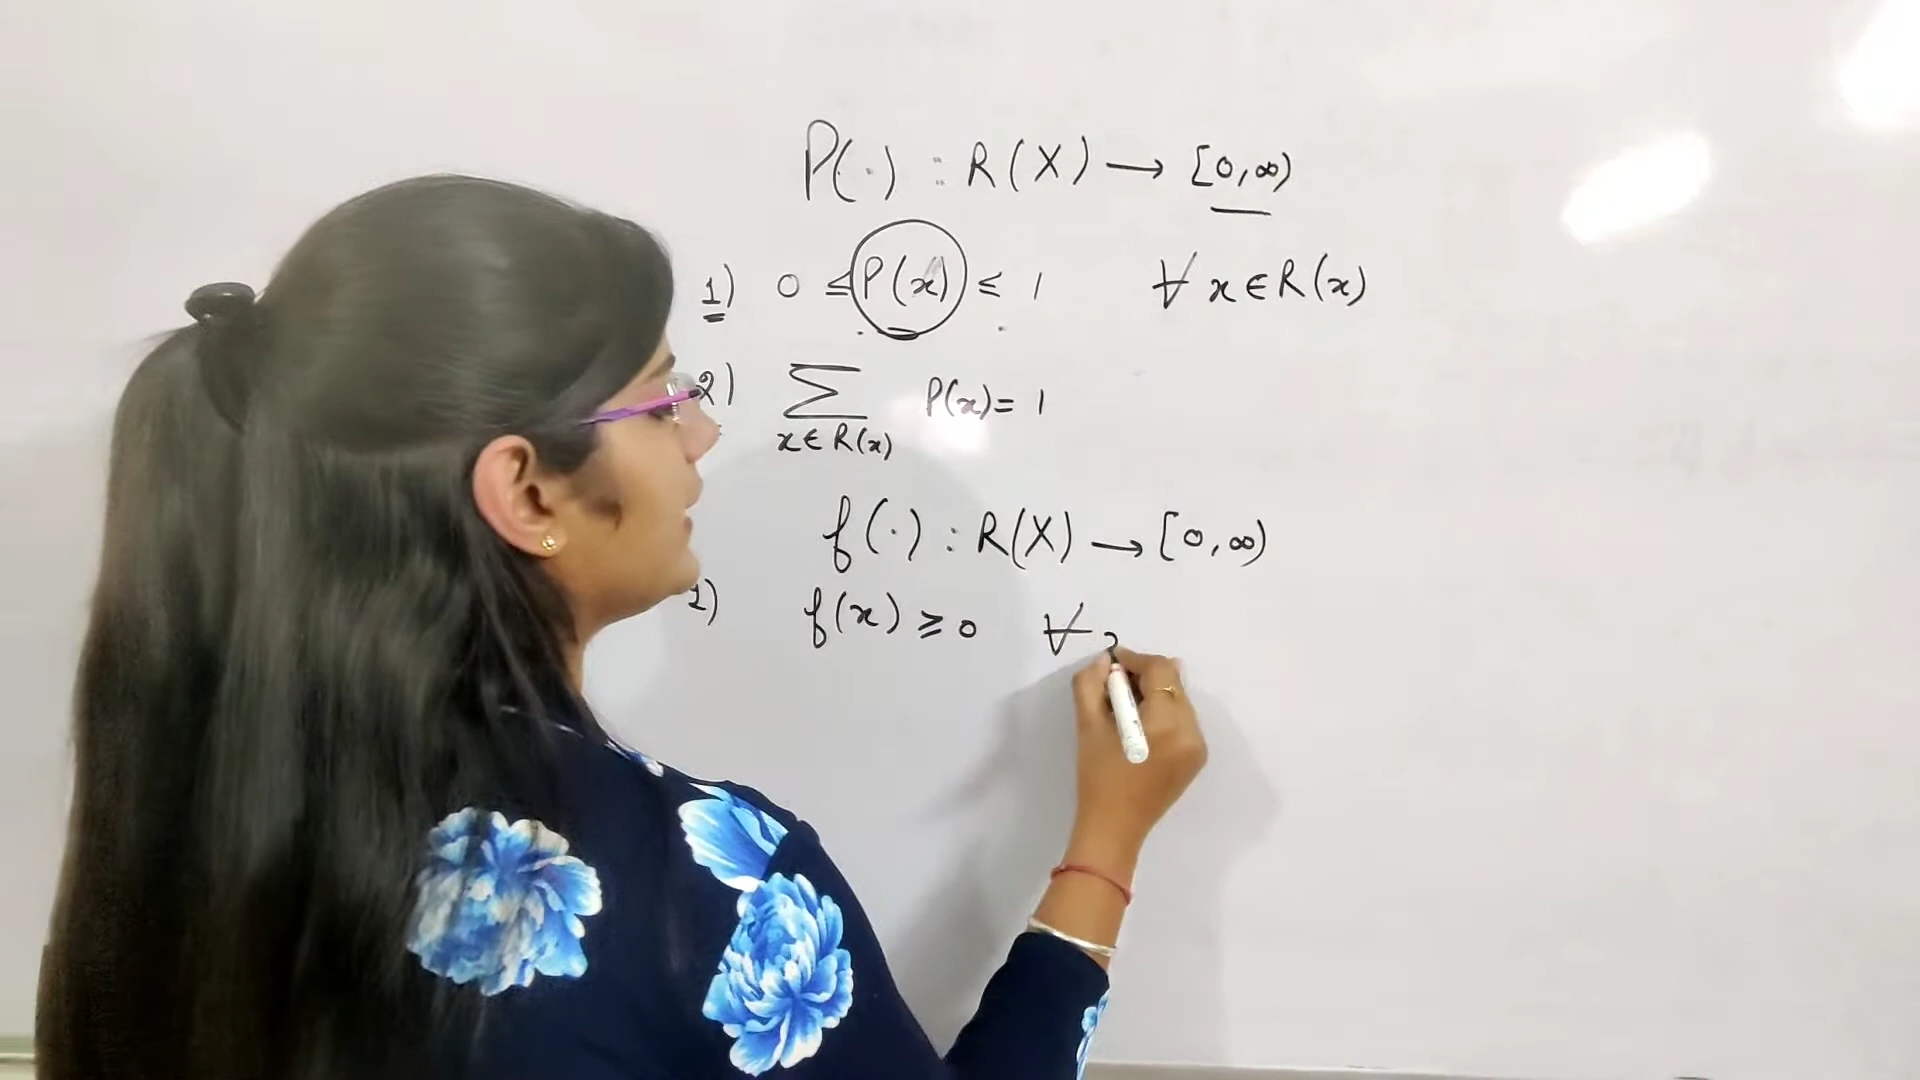 P(·) : R(X) → [0,∞)
1) 0 ≤ P(x) ≤ 1 ∀ x ∈ R(x)
2) ∑ P(x) = 1
x ∈ R(x)
f(·) : R(X) → [0,∞)
1) f(x) ≥ 0 ∀